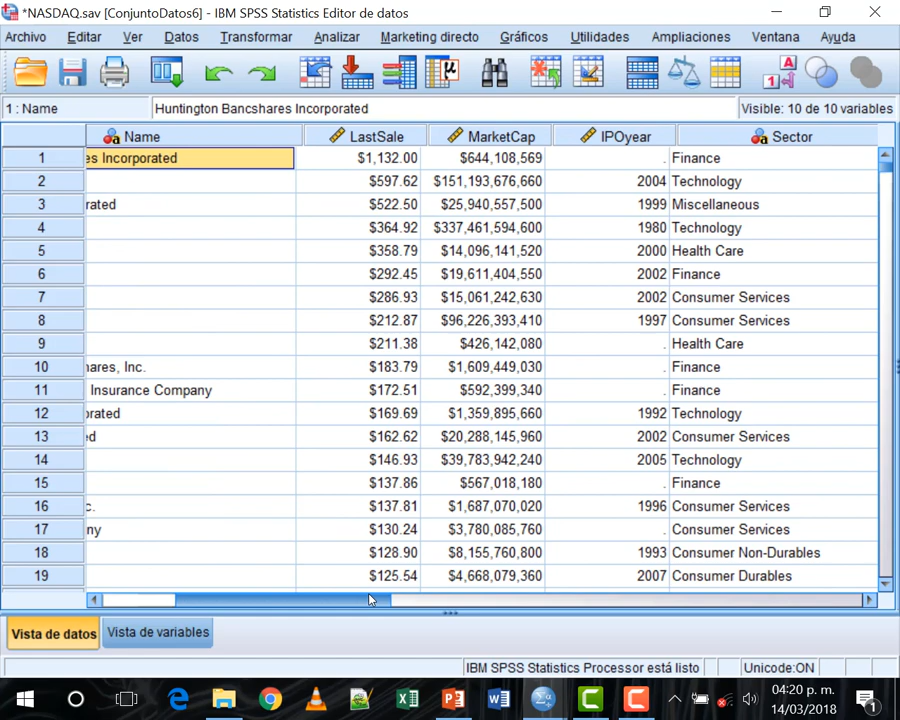 *NASDAQ.sav [ConjuntoDatos6] - IBM SPSS Statistics Editor de datos
Archivo Editar Ver Datos Transformar Analizar Marketing directo Gráficos Utilidades Ampliaciones Ventana Ayuda
1 : Name Huntington Bancshares Incorporated Visible: 10 de 10 variables
Name LastSale MarketCap IPOyear Sector
1 es Incorporated $1,132.00 $644,108,569 . Finance
2 $597.62 $151,193,676,660 2004 Technology
3 rated $522.50 $25,940,557,500 1999 Miscellaneous
4 $364.92 $337,461,594,600 1980 Technology
5 $358.79 $14,096,141,520 2000 Health Care
6 $292.45 $19,611,404,550 2002 Finance
7 $286.93 $15,061,242,630 2002 Consumer Services
8 $212.87 $96,226,393,410 1997 Consumer Services
9 $211.38 $426,142,080 . Health Care
10 hares, Inc. $183.79 $1,609,449,030 . Finance
11 Insurance Company $172.51 $592,399,340 . Finance
12 orated $169.69 $1,359,895,660 1992 Technology
13 ed $162.62 $20,288,145,960 2002 Consumer Services
14 $146.93 $39,783,942,240 2005 Technology
15 $137.86 $567,018,180 . Finance
16 c. $137.81 $1,687,070,020 1996 Consumer Services
17 ny $130.24 $3,780,085,760 . Consumer Services
18 $128.90 $8,155,760,800 1993 Consumer Non-Durables
19 $125.54 $4,668,079,360 2007 Consumer Durables
Vista de datos Vista de variables
IBM SPSS Statistics Processor está listo Unicode:ON
04:20 p. m.
14/03/2018
1